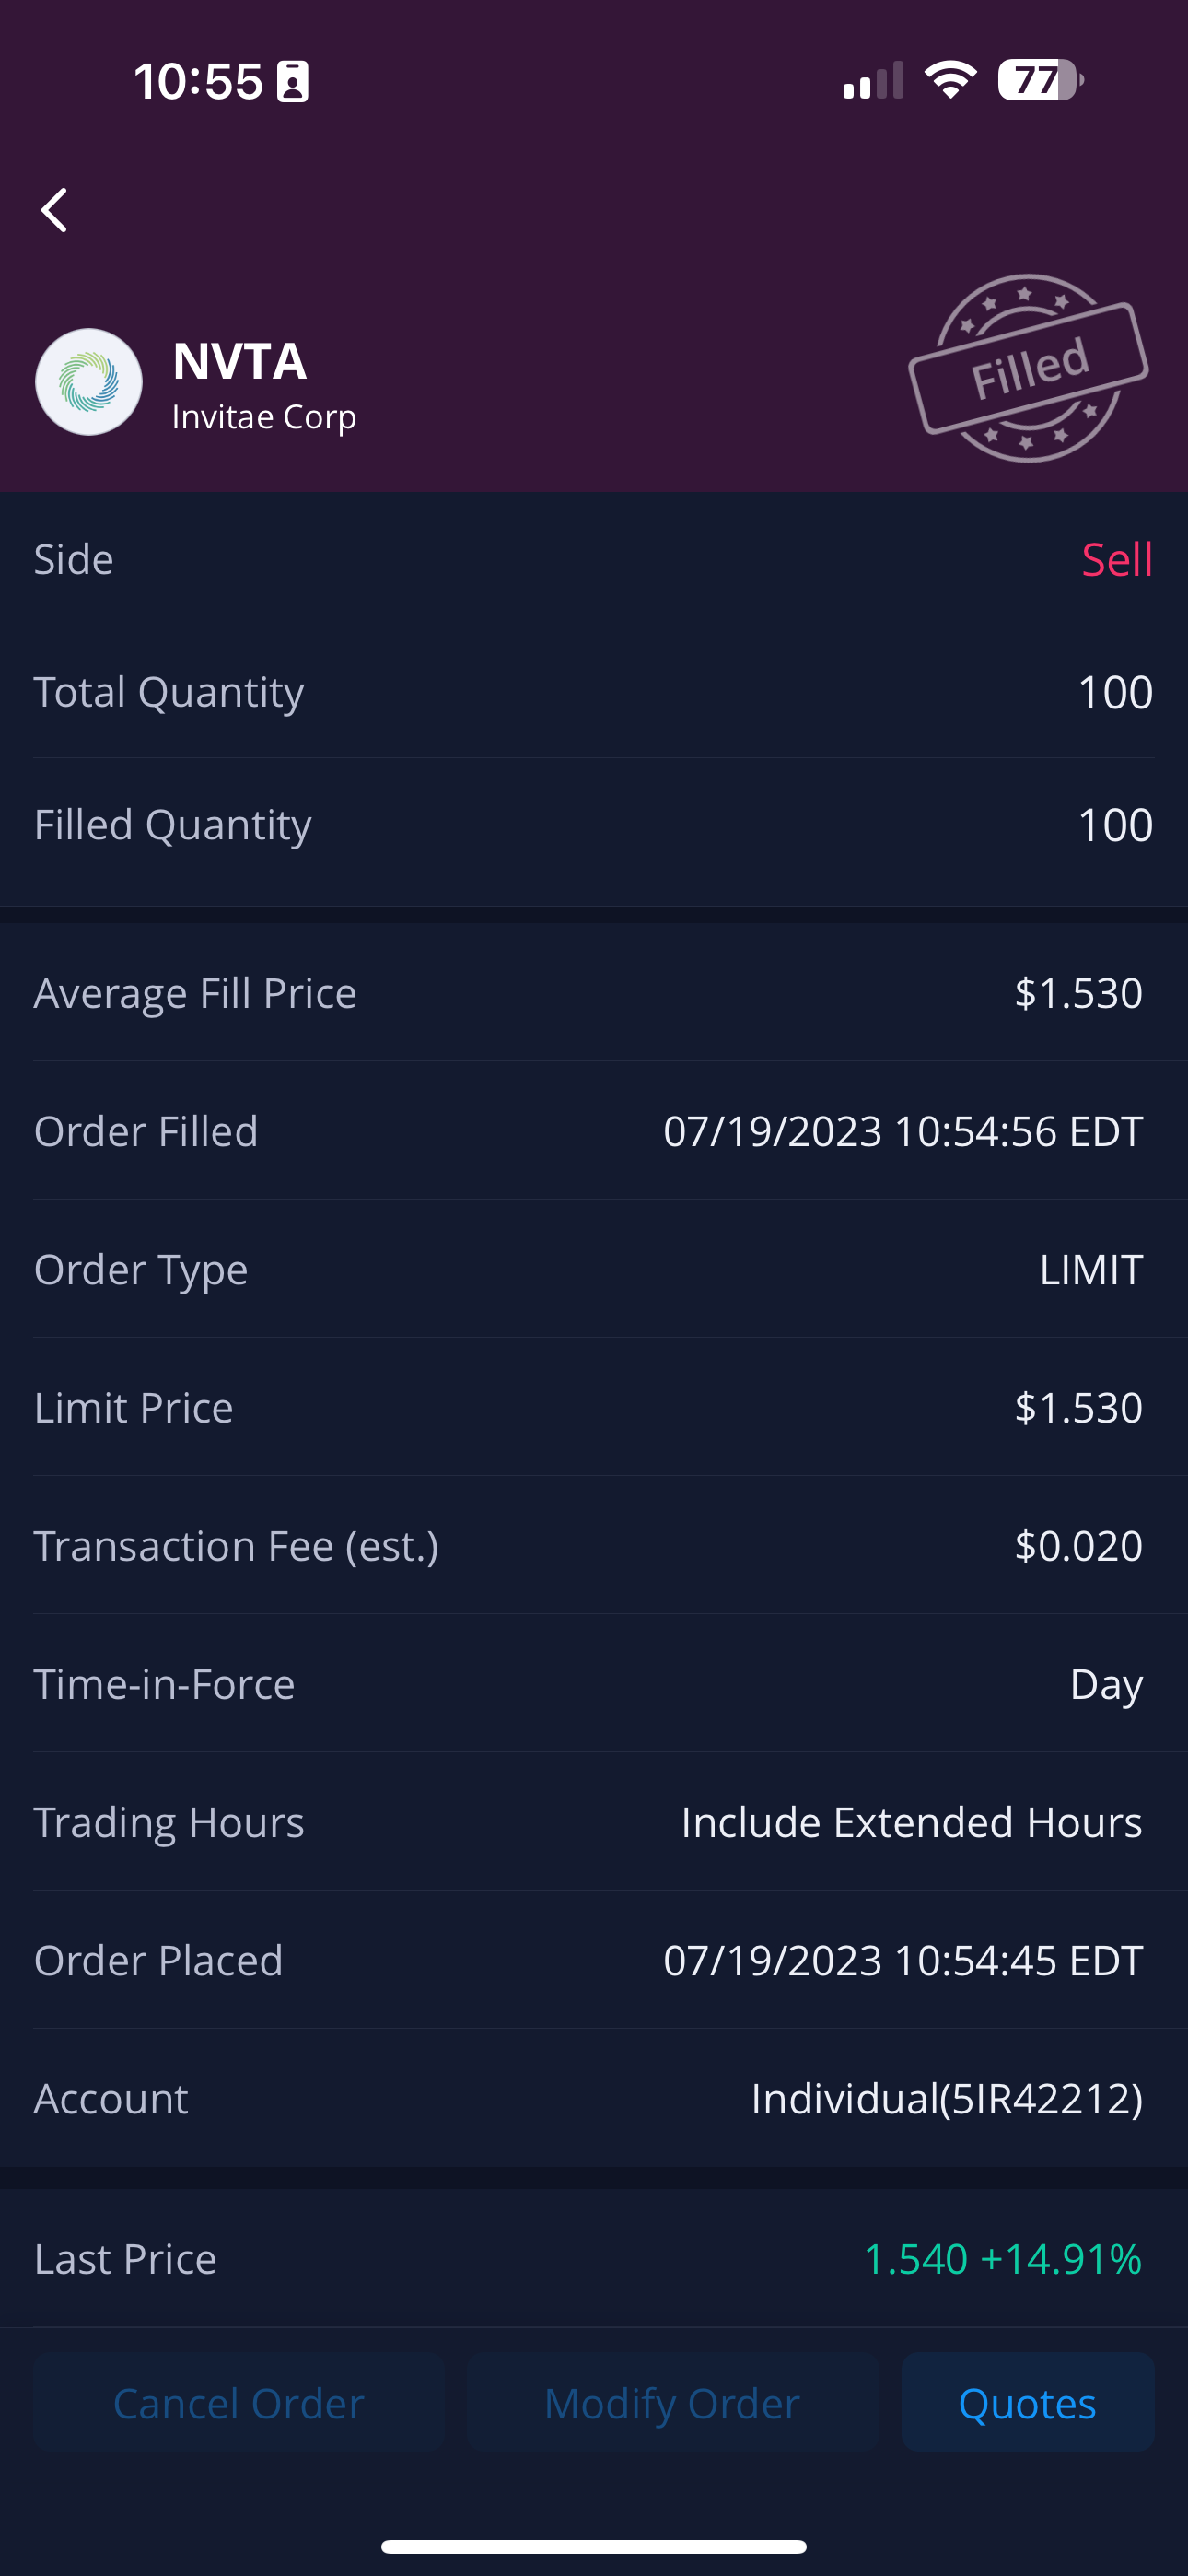 10:55
77
NVTA
Invitae Corp
Filled
Side Sell
Total Quantity 100
Filled Quantity 100
Average Fill Price $1.530
Order Filled 07/19/2023 10:54:56 EDT
Order Type LIMIT
Limit Price $1.530
Transaction Fee (est.) $0.020
Time-in-Force Day
Trading Hours Include Extended Hours
Order Placed 07/19/2023 10:54:45 EDT
Account Individual(5IR42212)
Last Price 1.540 +14.91%
Cancel Order Modify Order Quotes